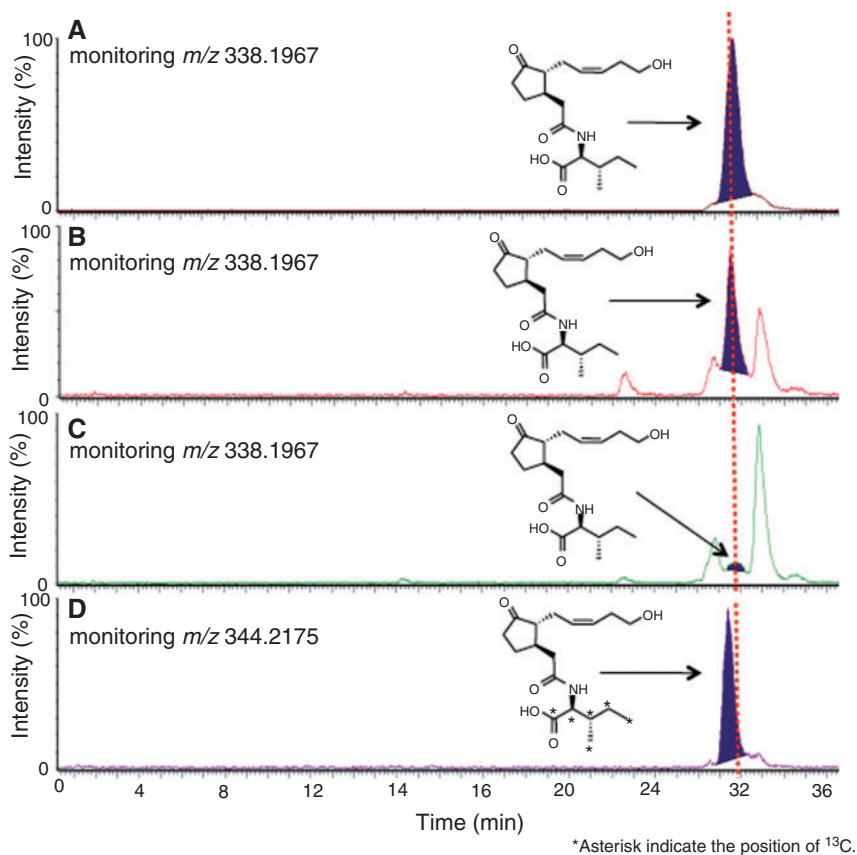 A
monitoring m/z 338.1967
Intensity (%)
100
0
O
OH
O
NH
HO
O
B
monitoring m/z 338.1967
Intensity (%)
100
0
O
OH
O
NH
HO
O
C
monitoring m/z 338.1967
Intensity (%)
100
0
O
OH
O
NH
HO
O
D
monitoring m/z 344.2175
Intensity (%)
100
0
O
OH
O
NH
HO
O
* * * * * *
0 4 8 12 14 16 20 24 32 36
Time (min)
*Asterisk indicate the position of ¹³C.